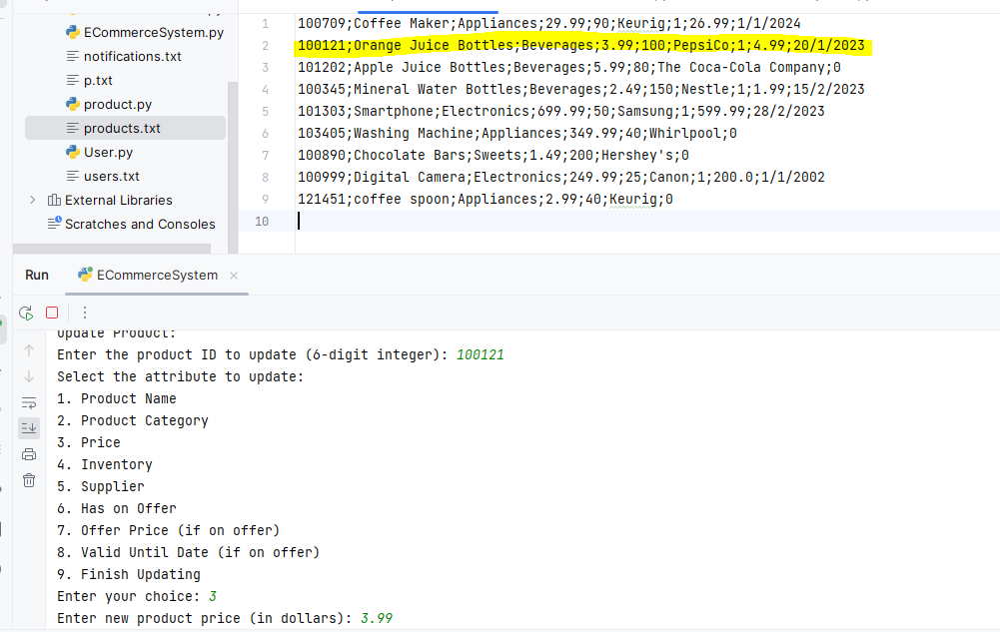 ECommerceSystem.py
notifications.txt
p.txt
product.py
products.txt
User.py
users.txt
External Libraries
Scratches and Consoles
1 100709;Coffee Maker;Appliances;29.99;90;Keurig;1;26.99;1/1/2024
2 100121;Orange Juice Bottles;Beverages;3.99;100;PepsiCo;1;4.99;20/1/2023
3 101202;Apple Juice Bottles;Beverages;5.99;80;The Coca-Cola Company;0
4 100345;Mineral Water Bottles;Beverages;2.49;150;Nestle;1;1.99;15/2/2023
5 101303;Smartphone;Electronics;699.99;50;Samsung;1;599.99;28/2/2023
6 103405;Washing Machine;Appliances;349.99;40;Whirlpool;0
7 100890;Chocolate Bars;Sweets;1.49;200;Hershey's;0
8 100999;Digital Camera;Electronics;249.99;25;Canon;1;200.0;1/1/2002
9 121451;coffee spoon;Appliances;2.99;40;Keurig;0
10
Run ECommerceSystem
Update Product:
Enter the product ID to update (6-digit integer): 100121
Select the attribute to update:
1. Product Name
2. Product Category
3. Price
4. Inventory
5. Supplier
6. Has on Offer
7. Offer Price (if on offer)
8. Valid Until Date (if on offer)
9. Finish Updating
Enter your choice: 3
Enter new product price (in dollars): 3.99